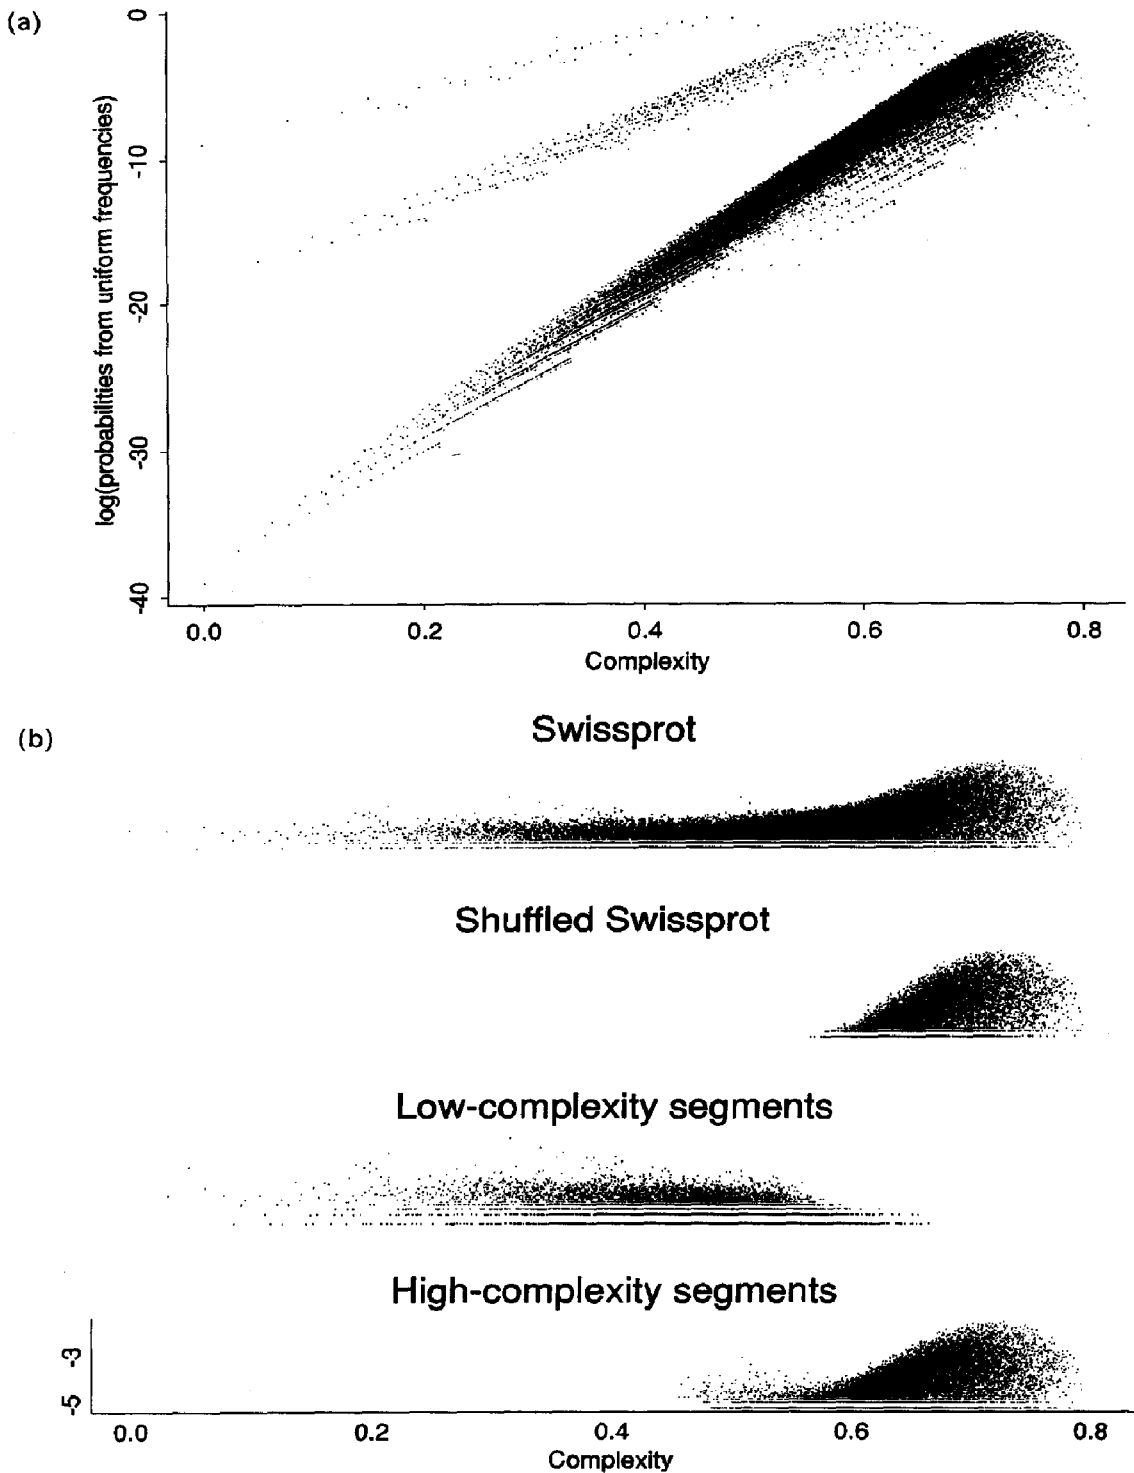 (a)
log(probabilities from uniform frequencies)
0
-10
-20
-30
-40
0.0 0.2 0.4 0.6 0.8
Complexity
(b)
Swissprot
Shuffled Swissprot
Low-complexity segments
High-complexity segments
-3
-5
0.0 0.2 0.4 0.6 0.8
Complexity